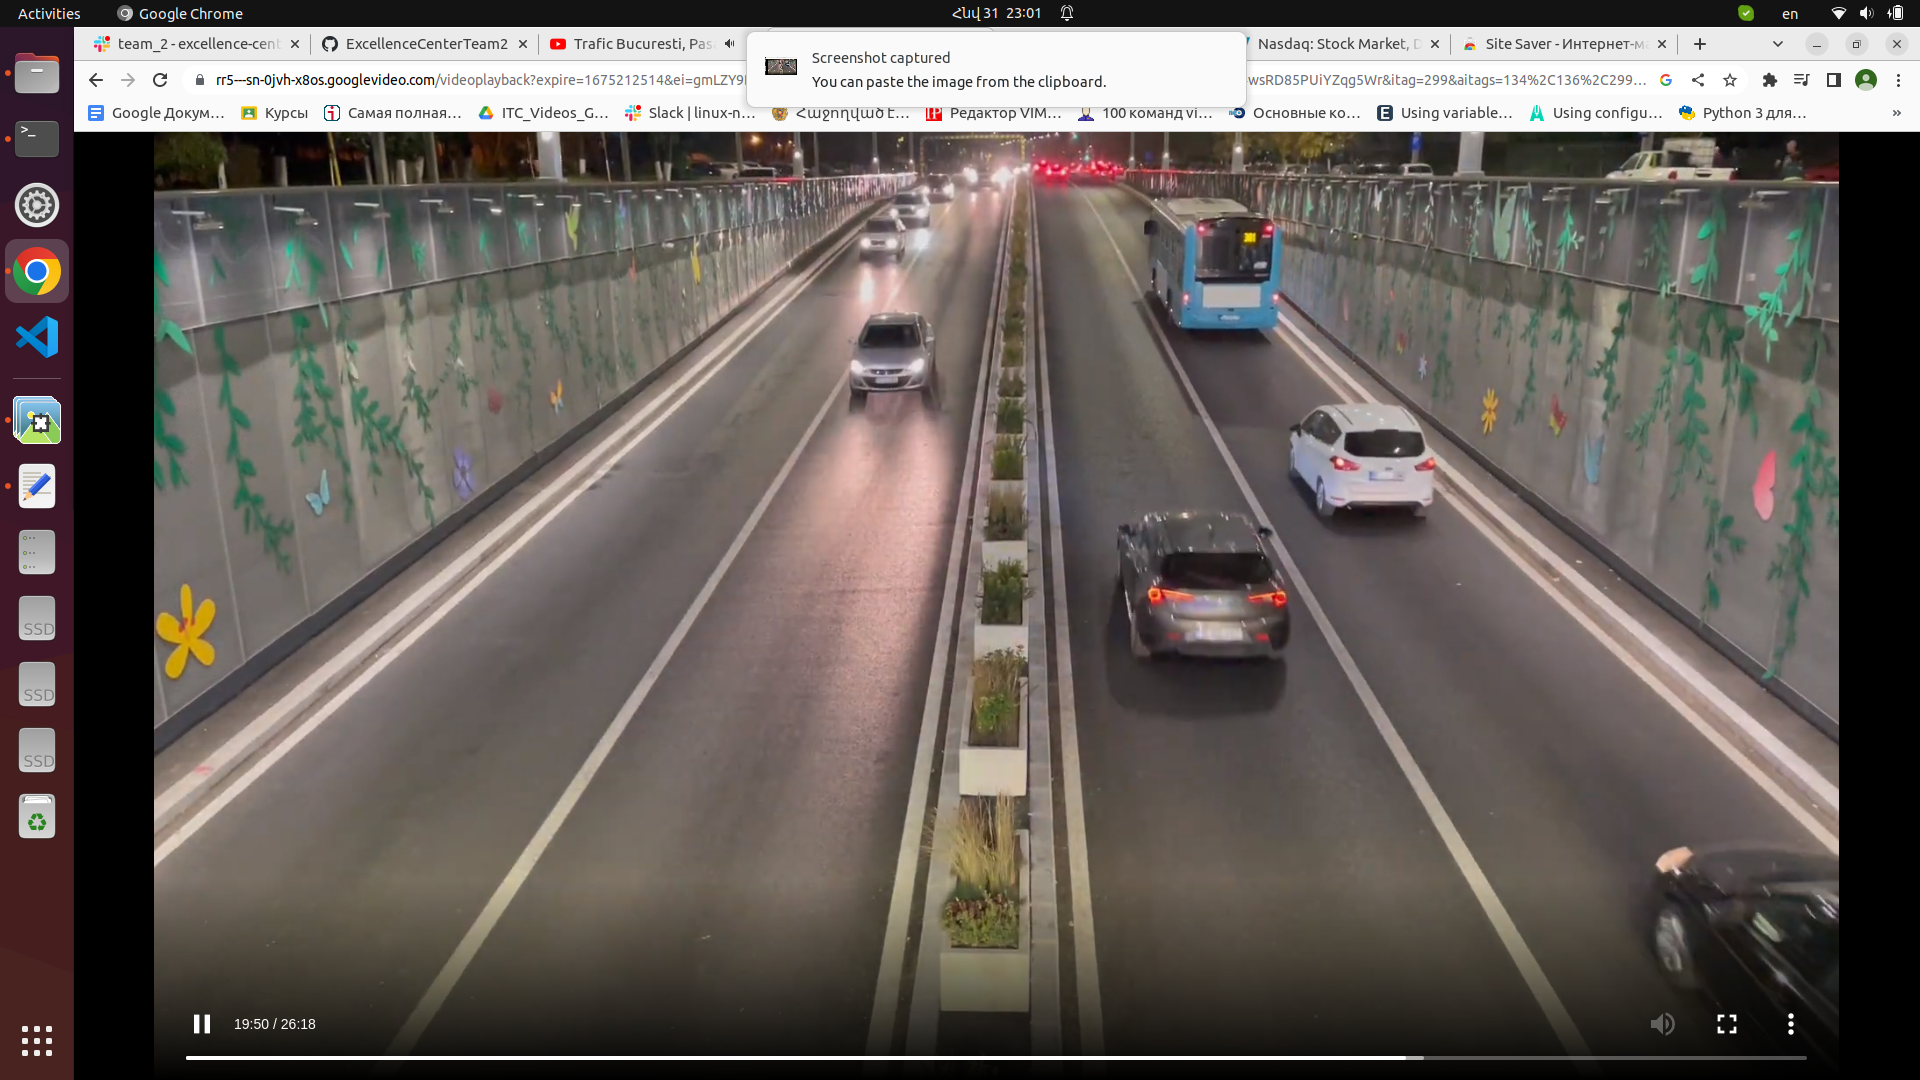 Activities
Google Chrome
Հնվ 31 23:01
en
team_2 - excellence-cent
ExcellenceCenterTeam2
Trafic Bucuresti, Pasa
Nasdaq: Stock Market, D
Site Saver - Интернет-ма
Screenshot captured
You can paste the image from the clipboard.
rr5---sn-0jvh-x8os.googlevideo.com/videoplayback?expire=1675212514&ei=gmLZY9
wsRD85PUiYZqg5Wr&itag=299&aitags=134%2C136%2C299...
Google Докум...
Курсы
Самая полная...
ITC_Videos_G...
Slack | linux-n...
Հաջողված է...
Редактор VIM...
100 команд vi...
Основные ко...
Using variable...
Using configu...
Python 3 для...
»
SSD
SSD
SSD
19:50 / 26:18